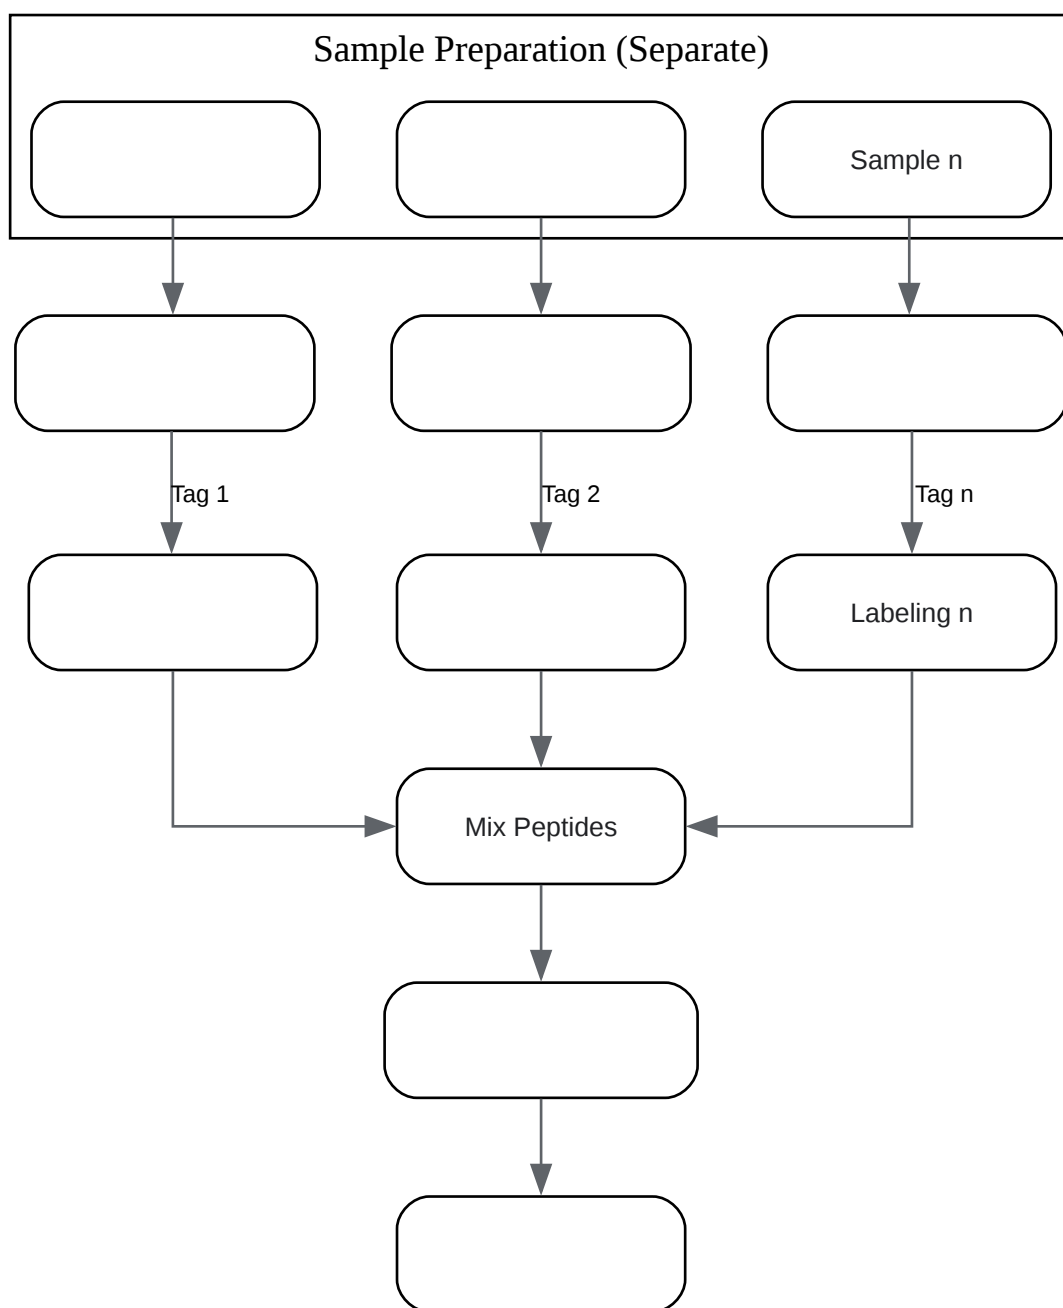 Sample Preparation (Separate)
Sample n
Tag 1
Tag 2
Tag n
Labeling n
Mix Peptides